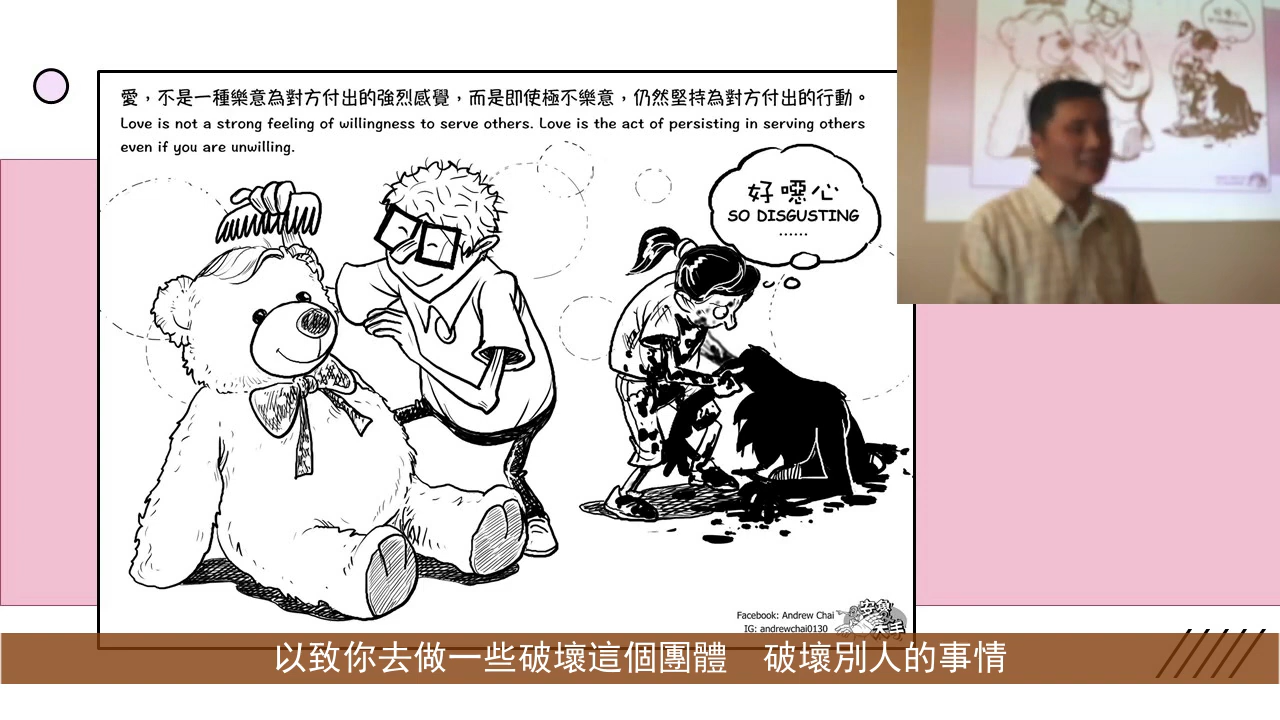 愛，不是一種樂意為對方付出的強烈感覺，而是即使極不樂意，仍然堅持為對方付出的行動。
Love is not a strong feeling of willingness to serve others. Love is the act of persisting in serving others
even if you are unwilling.
好噁心
SO DISGUSTING
......
Facebook: Andrew Chai
IG: andrewchai0130
以致你去做一些破壞這個團體　破壞別人的事情